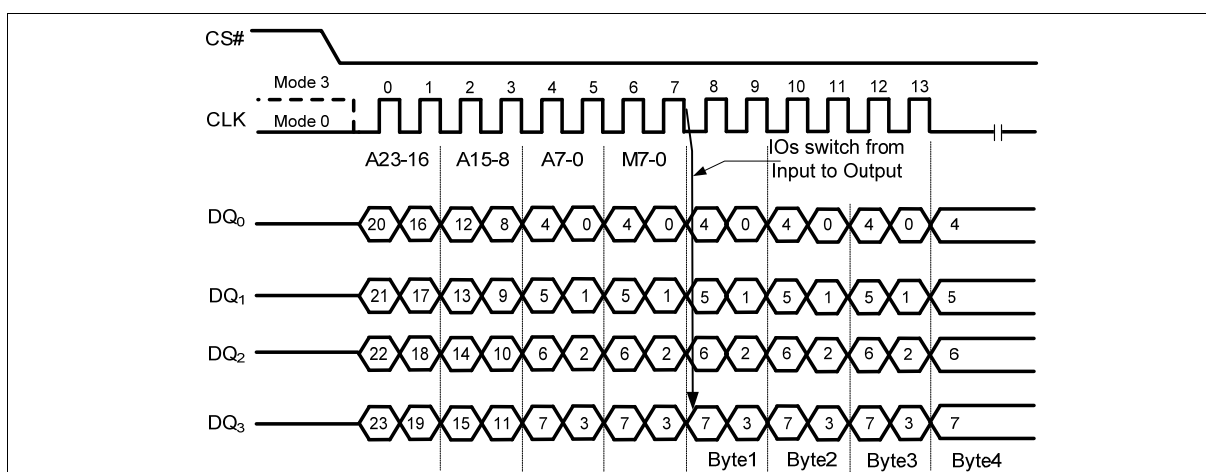 CS#
Mode 3
0 1 2 3 4 5 6 7 8 9 10 11 12 13
CLK
Mode 0
IOs switch from
Input to Output
A23-16 A15-8 A7-0 M7-0
DQ0 20 16 12 8 4 0 4 0 4 0 4 0 4 0 4
DQ1 21 17 13 9 5 1 5 1 5 1 5 1 5 1 5
DQ2 22 18 14 10 6 2 6 2 6 2 6 2 6 2 6
DQ3 23 19 15 11 7 3 7 3 7 3 7 3 7 3 7
Byte1 Byte2 Byte3 Byte4